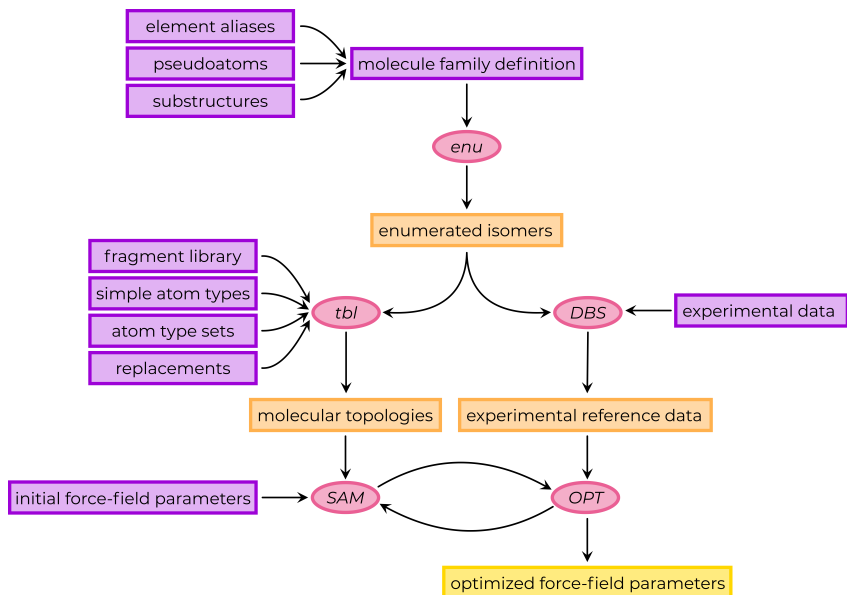 element aliases
pseudoatoms
substructures
molecule family definition
enu
enumerated isomers
fragment library
simple atom types
atom type sets
replacements
tbl
DBS
experimental data
molecular topologies
experimental reference data
initial force-field parameters
SAM
OPT
optimized force-field parameters